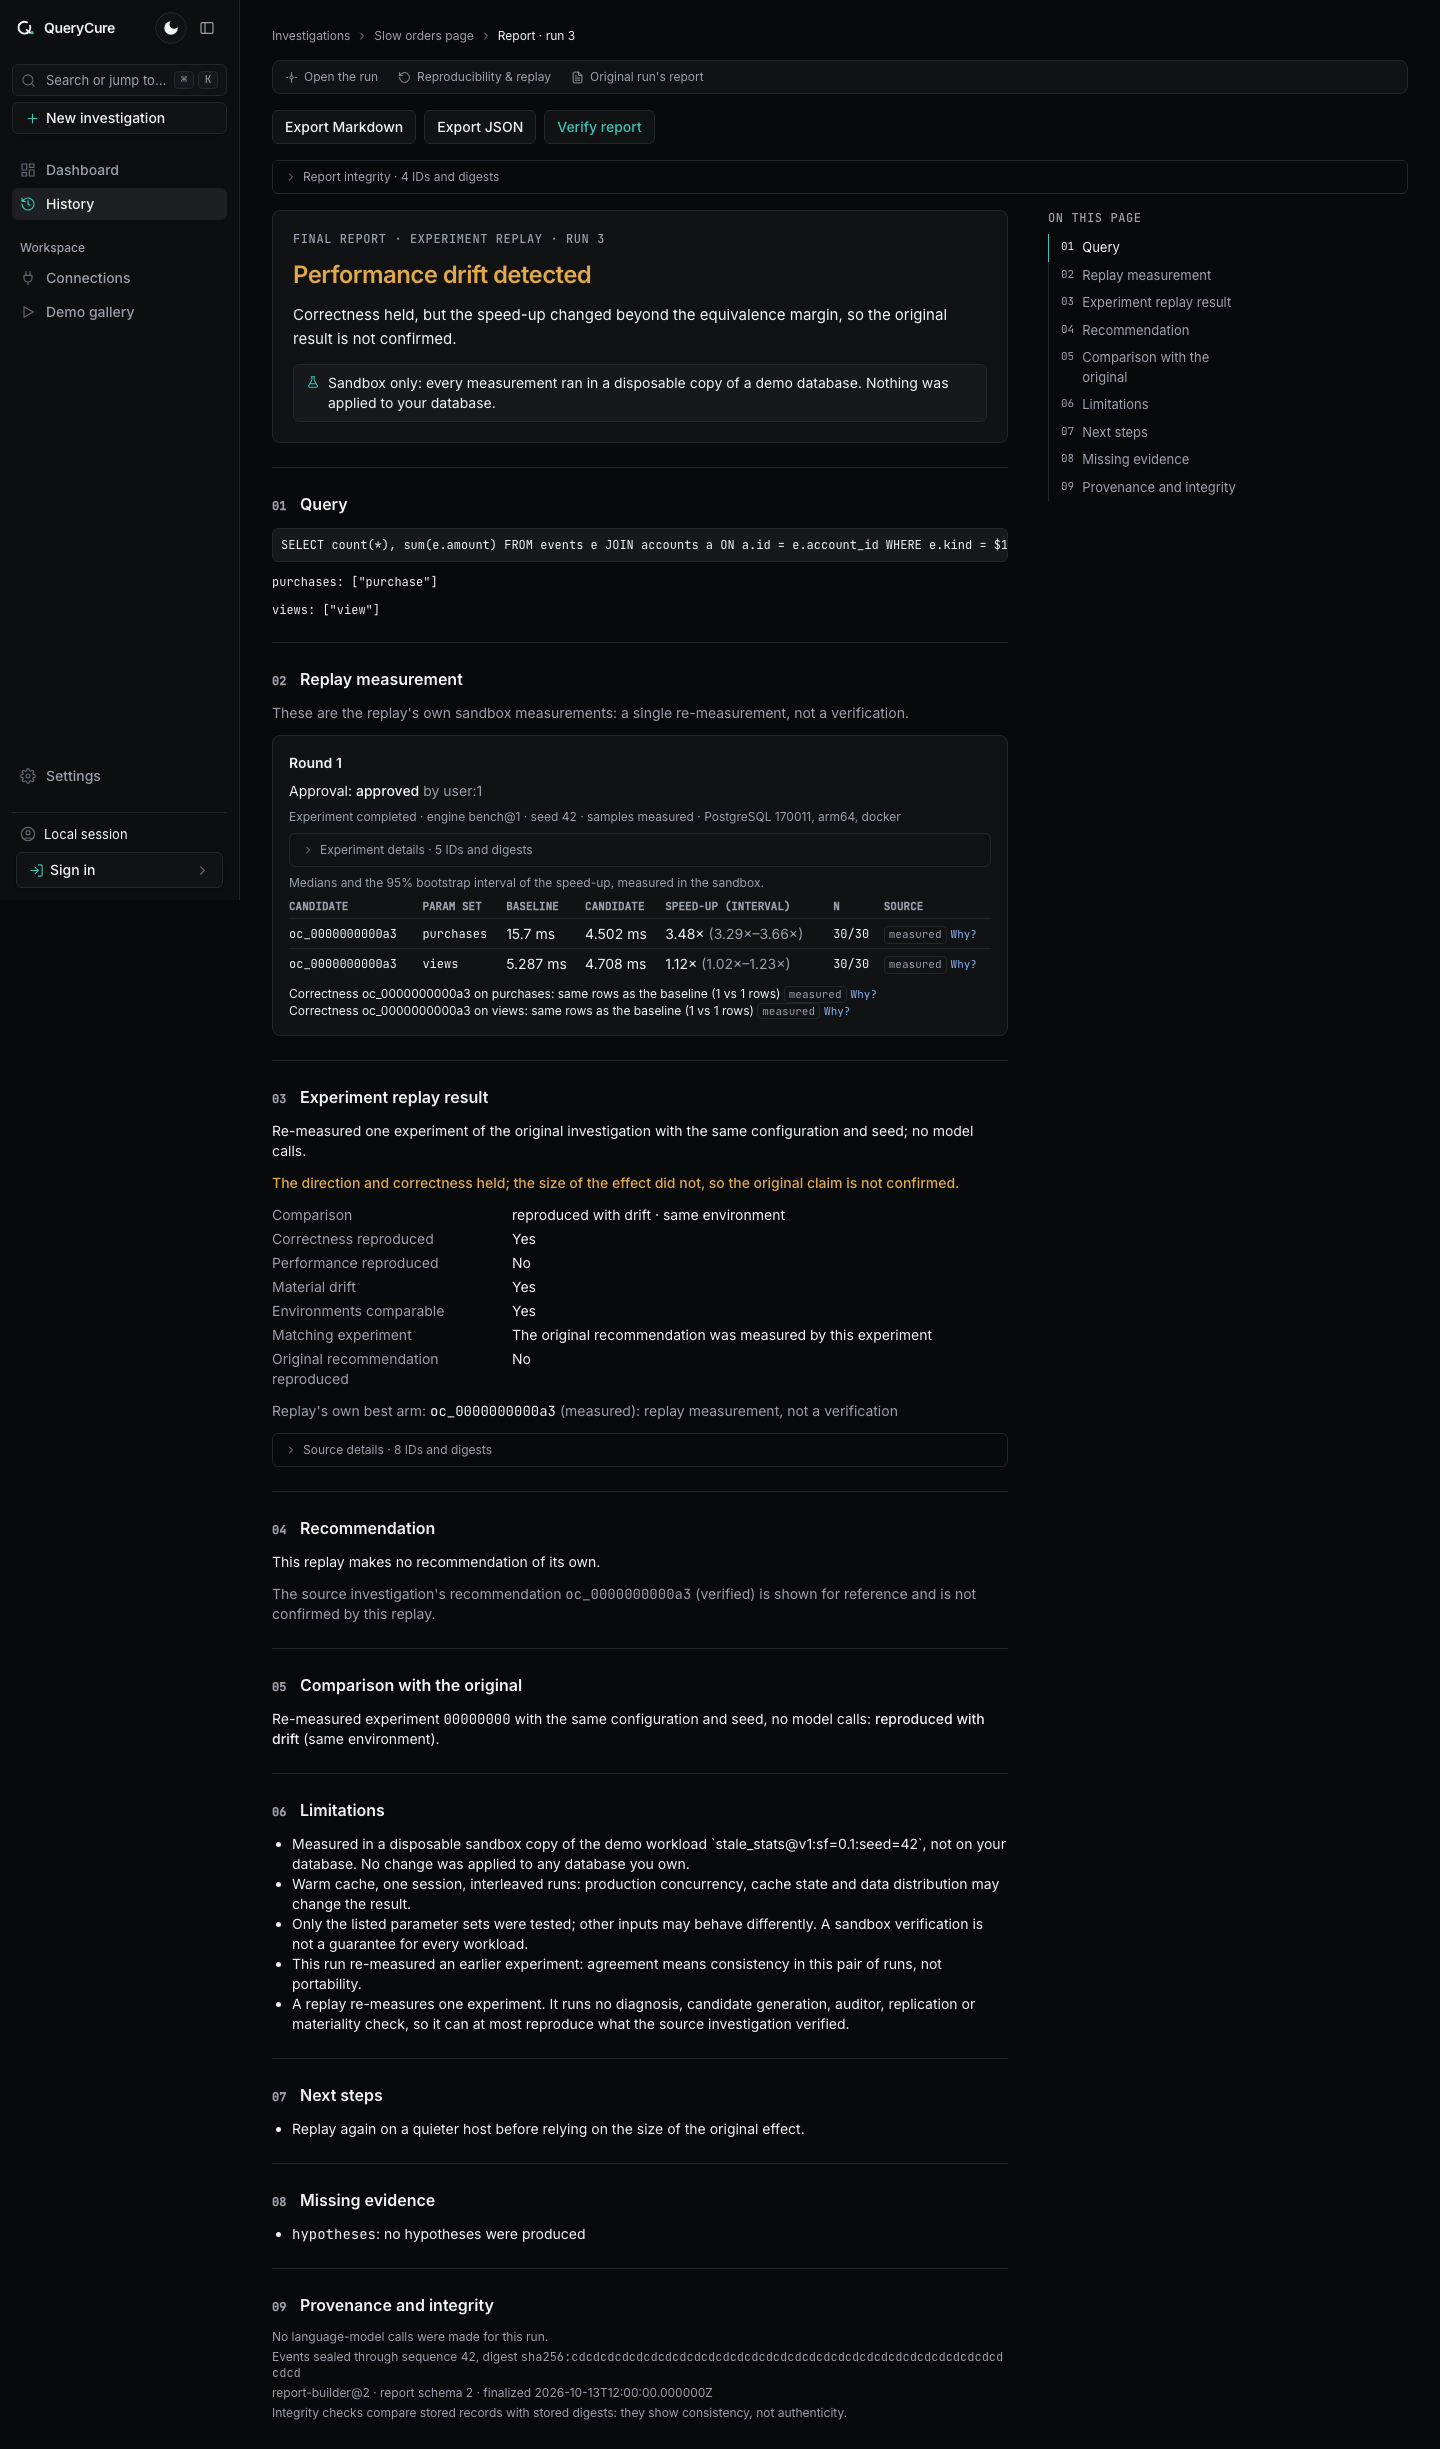 QueryCure
Search or jump to... ⌘ K
New investigation
Dashboard
History
Workspace
Connections
Demo gallery
Settings
Local session
Sign in
Investigations > Slow orders page > Report · run 3
Open the run Reproducibility & replay Original run's report
Export Markdown Export JSON Verify report
Report integrity · 4 IDs and digests
FINAL REPORT · EXPERIMENT REPLAY · RUN 3
Performance drift detected
Correctness held, but the speed-up changed beyond the equivalence margin, so the original
result is not confirmed.
Sandbox only: every measurement ran in a disposable copy of a demo database. Nothing was
applied to your database.
ON THIS PAGE
01 Query
02 Replay measurement
03 Experiment replay result
04 Recommendation
05 Comparison with the
original
06 Limitations
07 Next steps
08 Missing evidence
09 Provenance and integrity
01 Query
SELECT count(*), sum(e.amount) FROM events e JOIN accounts a ON a.id = e.account_id WHERE e.kind = $1
purchases: ["purchase"]
views: ["view"]
02 Replay measurement
These are the replay's own sandbox measurements: a single re-measurement, not a verification.
Round 1
Approval: approved by user:1
Experiment completed · engine bench@1 · seed 42 · samples measured · PostgreSQL 170011, arm64, docker
Experiment details · 5 IDs and digests
Medians and the 95% bootstrap interval of the speed-up, measured in the sandbox.
CANDIDATE PARAM SET BASELINE CANDIDATE SPEED-UP (INTERVAL) N SOURCE
oc_0000000000a3 purchases 15.7 ms 4.502 ms 3.48× (3.29×–3.66×) 30/30 measured Why?
oc_0000000000a3 views 5.287 ms 4.708 ms 1.12× (1.02×–1.23×) 30/30 measured Why?
Correctness oc_0000000000a3 on purchases: same rows as the baseline (1 vs 1 rows) measured Why?
Correctness oc_0000000000a3 on views: same rows as the baseline (1 vs 1 rows) measured Why?
03 Experiment replay result
Re-measured one experiment of the original investigation with the same configuration and seed; no model
calls.
The direction and correctness held; the size of the effect did not, so the original claim is not confirmed.
Comparison reproduced with drift · same environment
Correctness reproduced Yes
Performance reproduced No
Material drift Yes
Environments comparable Yes
Matching experiment The original recommendation was measured by this experiment
Original recommendation No
reproduced
Replay's own best arm: oc_0000000000a3 (measured): replay measurement, not a verification
Source details · 8 IDs and digests
04 Recommendation
This replay makes no recommendation of its own.
The source investigation's recommendation oc_0000000000a3 (verified) is shown for reference and is not
confirmed by this replay.
05 Comparison with the original
Re-measured experiment 00000000 with the same configuration and seed, no model calls: reproduced with
drift (same environment).
06 Limitations
• Measured in a disposable sandbox copy of the demo workload `stale_stats@v1:sf=0.1:seed=42`, not on your
database. No change was applied to any database you own.
• Warm cache, one session, interleaved runs: production concurrency, cache state and data distribution may
change the result.
• Only the listed parameter sets were tested; other inputs may behave differently. A sandbox verification is
not a guarantee for every workload.
• This run re-measured an earlier experiment: agreement means consistency in this pair of runs, not
portability.
• A replay re-measures one experiment. It runs no diagnosis, candidate generation, auditor, replication or
materiality check, so it can at most reproduce what the source investigation verified.
07 Next steps
• Replay again on a quieter host before relying on the size of the original effect.
08 Missing evidence
• hypotheses: no hypotheses were produced
09 Provenance and integrity
No language-model calls were made for this run.
Events sealed through sequence 42, digest sha256:cdcdcdcdcdcdcdcdcdcdcdcdcdcdcdcdcdcdcdcdcdcdcdcdcdcdcdcdcdcd
cdcd
report-builder@2 · report schema 2 · finalized 2026-10-13T12:00:00.000000Z
Integrity checks compare stored records with stored digests: they show consistency, not authenticity.